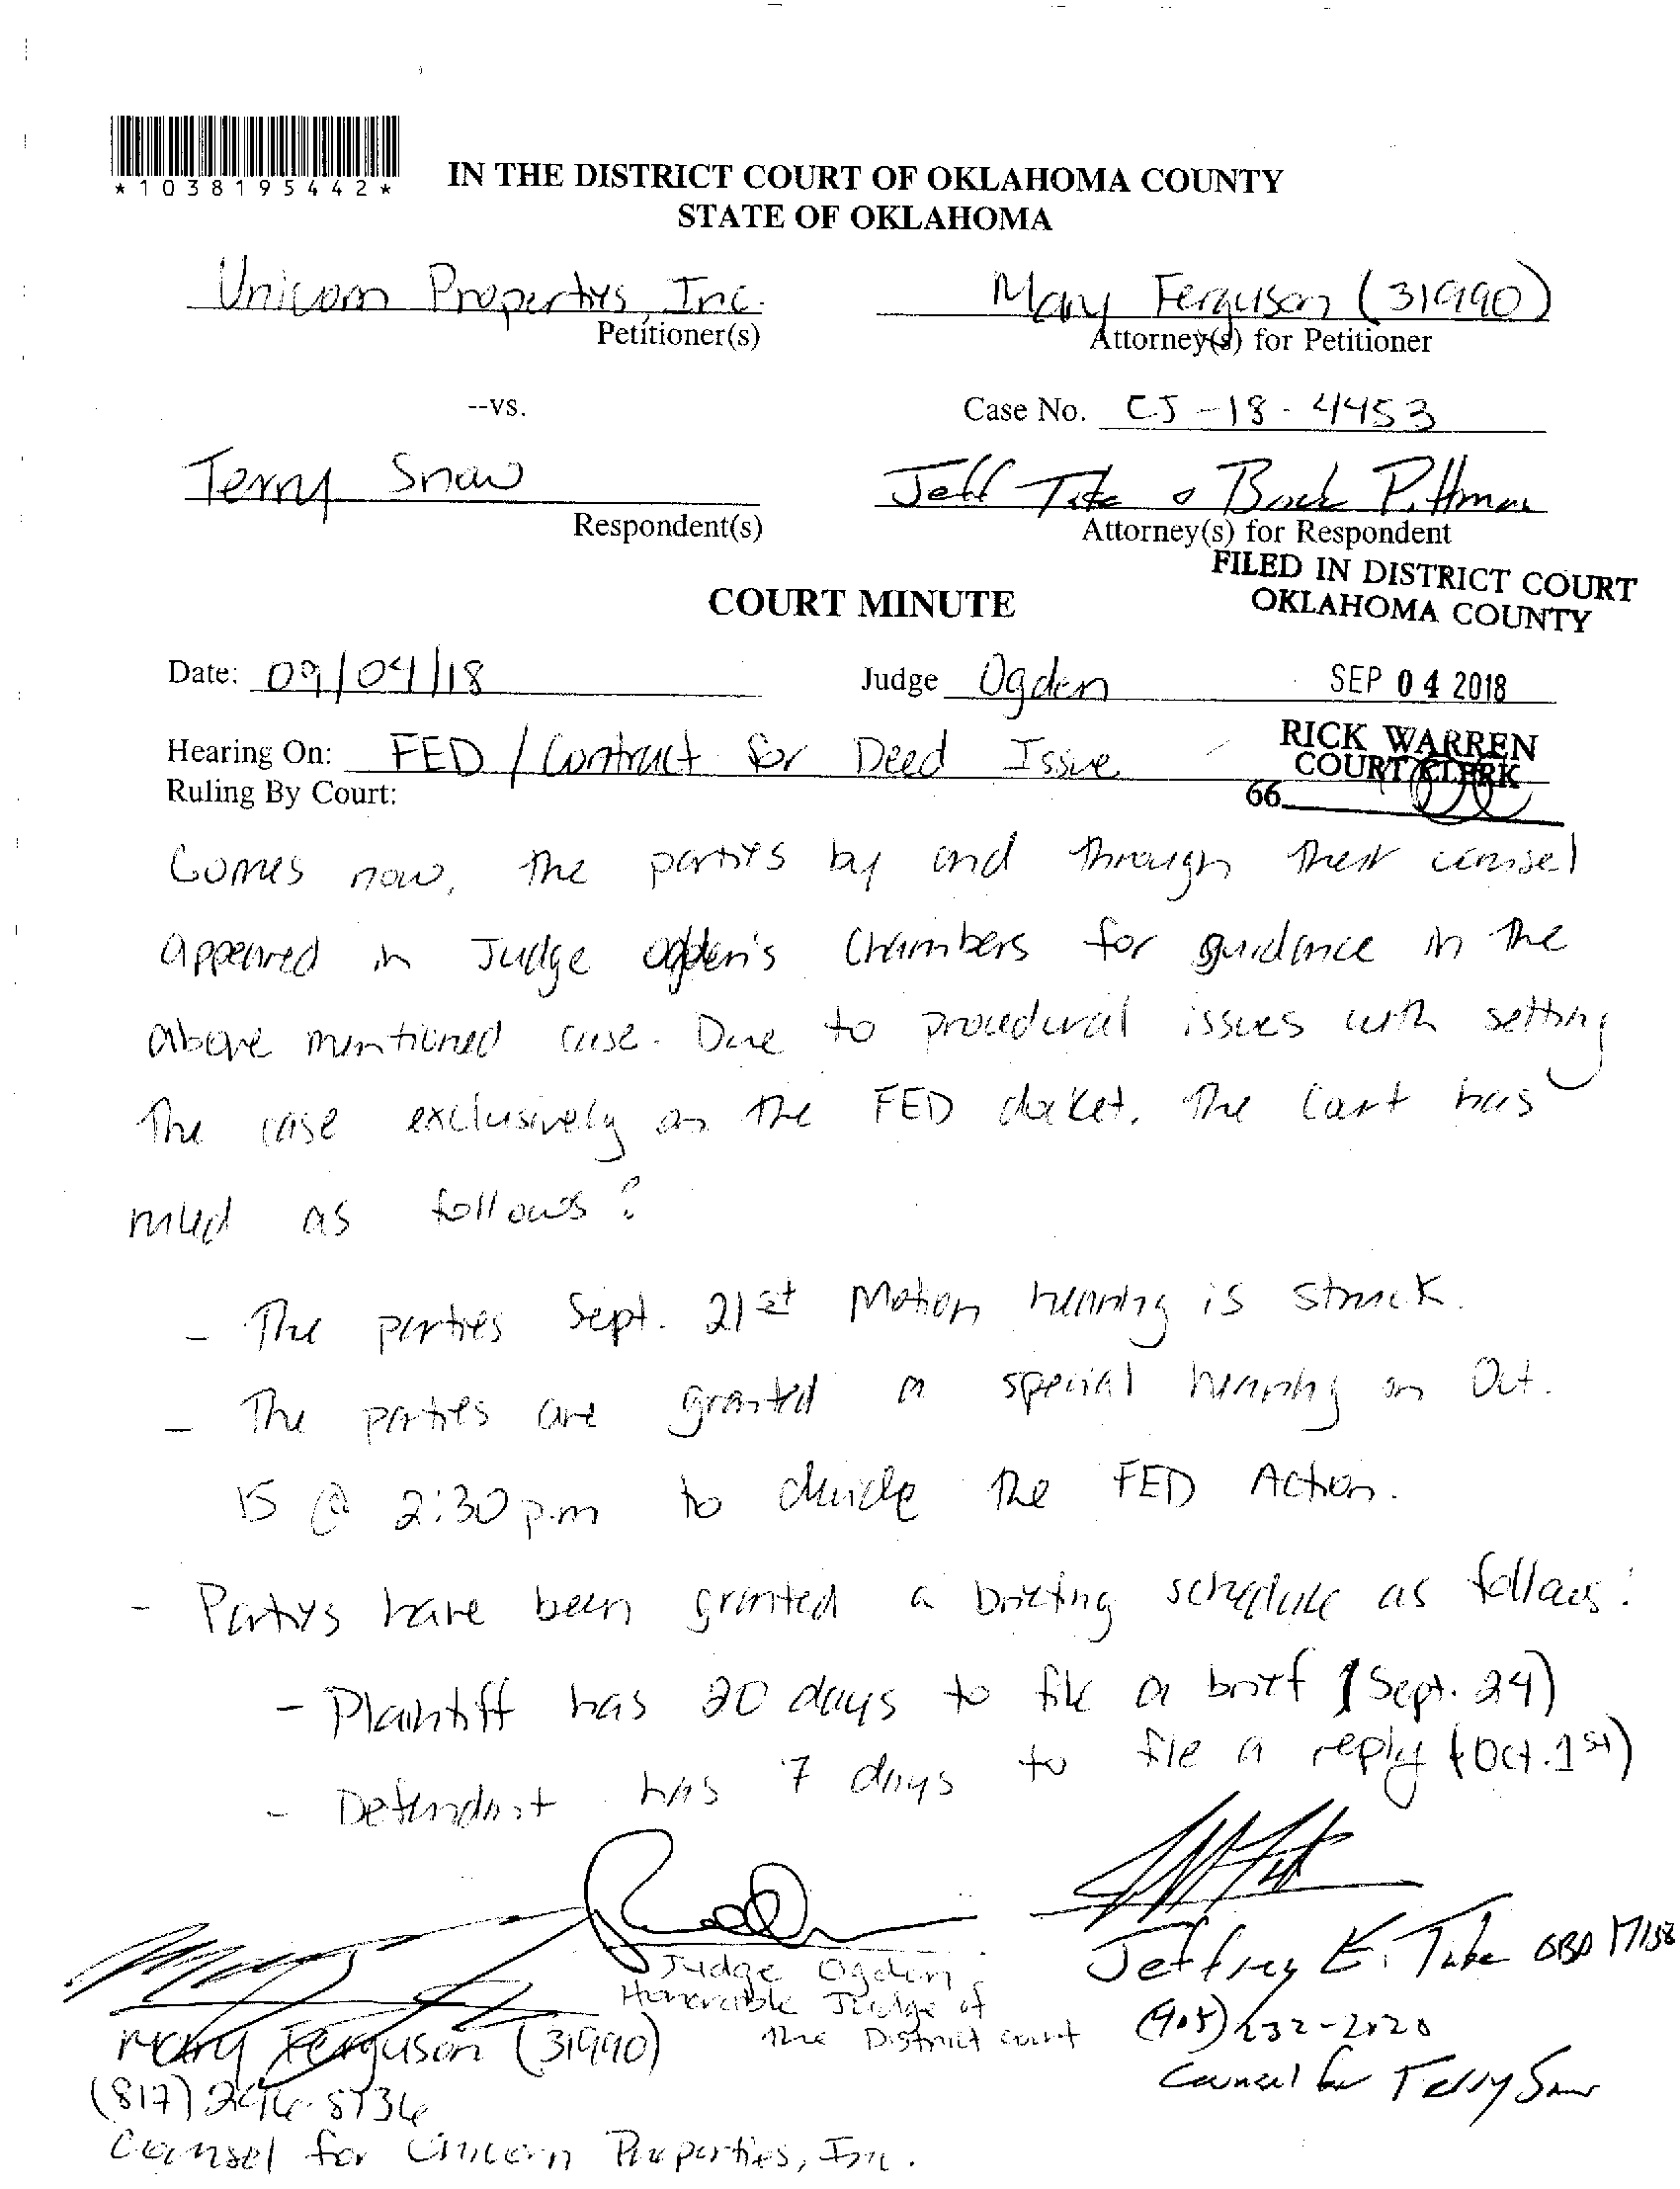 *1038195442*
IN THE DISTRICT COURT OF OKLAHOMA COUNTY
STATE OF OKLAHOMA
Unicorn Properties, Inc.
Petitioner(s)
Mary Ferguson (31990)
Attorney(s) for Petitioner
--vs.
Case No. CJ-18-4453
Terry Snow
Respondent(s)
Jeff Tate & Brock Pittman
Attorney(s) for Respondent
FILED IN DISTRICT COURT
OKLAHOMA COUNTY
COURT MINUTE
Date: 09/04/18
Judge Ogden
SEP 04 2018
Hearing On: FED / Contract for Deed Issue
RICK WARREN
COURT CLERK
Ruling By Court:
66
Comes now, the parties by and through their counsel
appeared in Judge Ogden's Chambers for guidance in the
above mentioned case. Due to procedural issues with setting
the case exclusively on the FED docket, the Court has
ruled as follows:
- The parties Sept. 21st Motion hearing is struck.
- The parties are granted a special hearing on Oct.
15 @ 2:30 p.m to decide the FED Action.
- Partys have been granted a briefing schedule as follows:
- Plaintiff has 20 days to file a brief (Sept. 24)
- Defendant has 7 days to file a reply (Oct. 1st)
Judge Ogden
Honorable Judge of
the District court
Jeffrey E. Tate OBA 17158
(405) 232-2020
Counsel for Terry Snow
Mary Ferguson (31990)
(817) 296-8736
Counsel for Unicorn Properties, Inc.